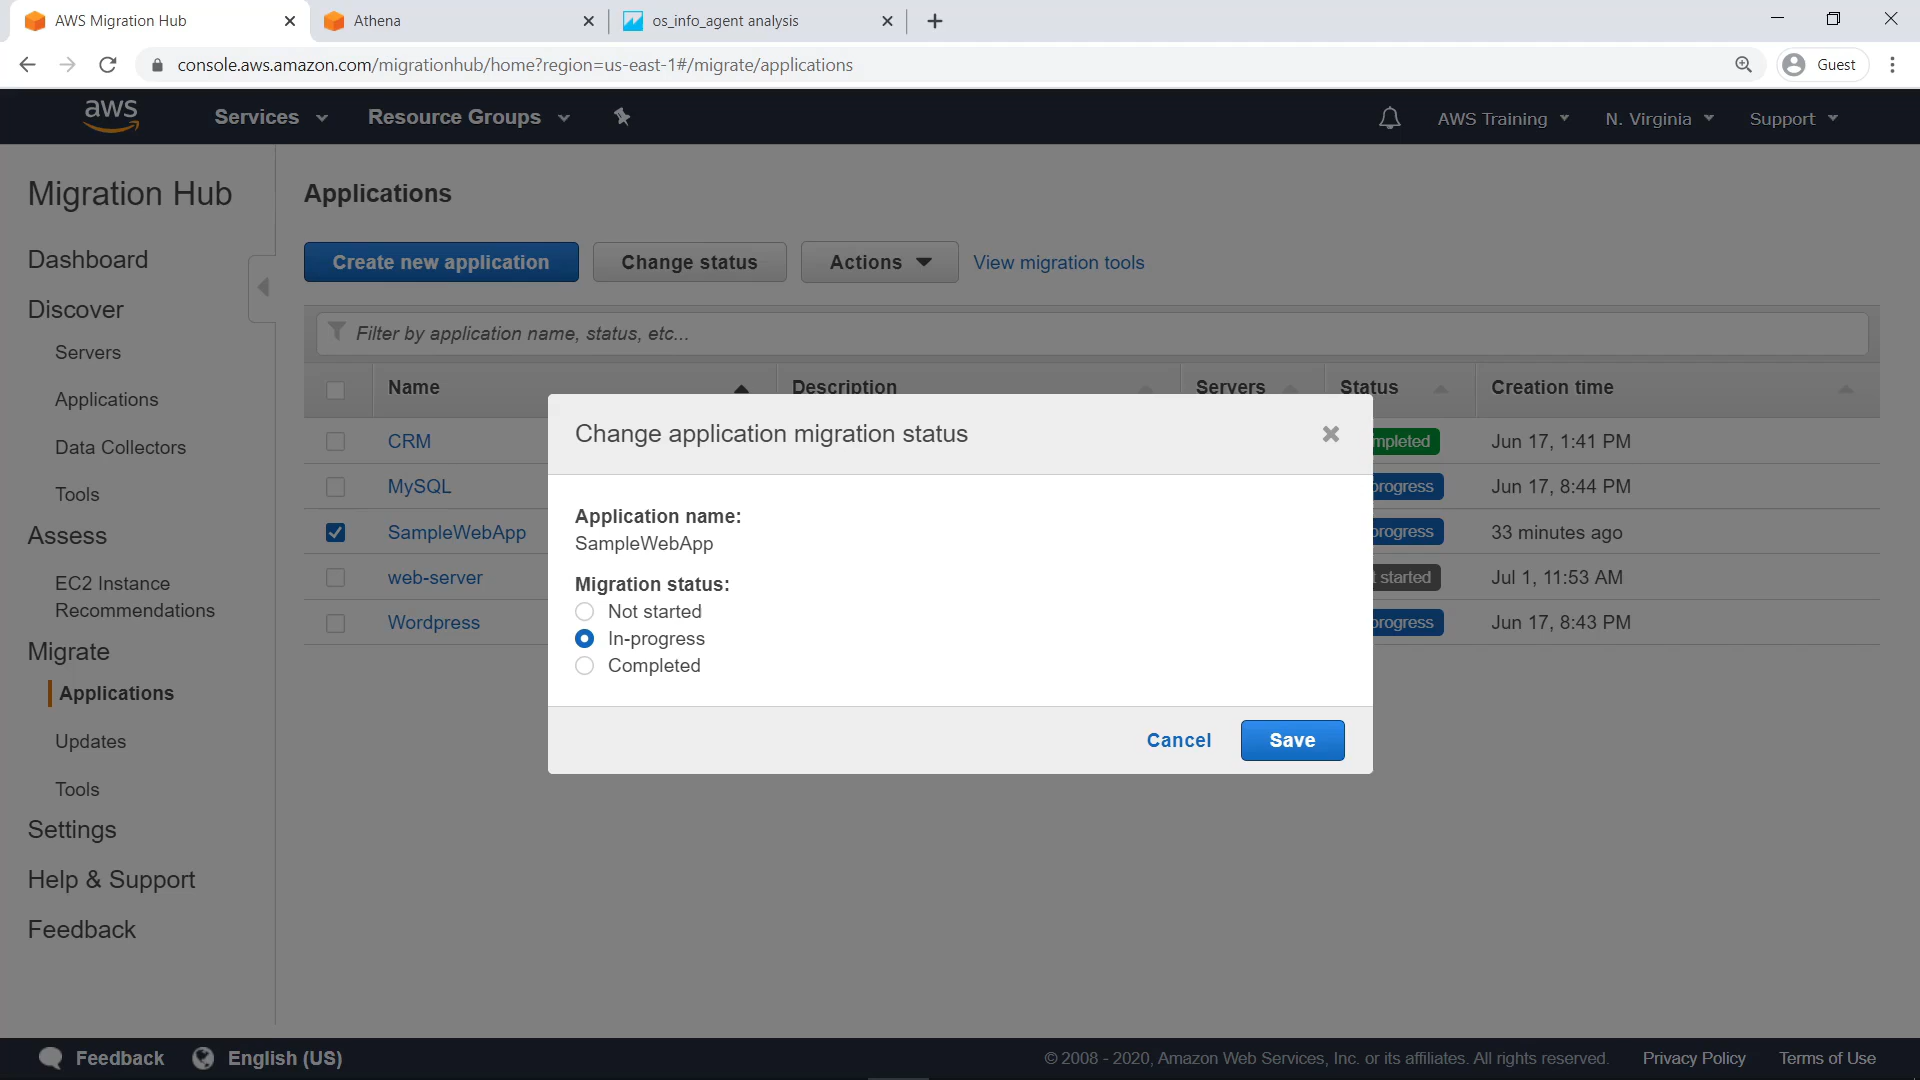 AWS Migration Hub
Athena
os_info_agent analysis
console.aws.amazon.com/migrationhub/home?region=us-east-1#/migrate/applications
Guest
aws
Services
Resource Groups
AWS Training
N. Virginia
Support
Migration Hub
Dashboard
Discover
Servers
Applications
Data Collectors
Tools
Assess
EC2 Instance
Recommendations
Migrate
Applications
Updates
Tools
Settings
Help & Support
Feedback
Applications
Create new application
Change status
Actions
View migration tools
Filter by application name, status, etc...
Name Description Servers Status Creation time
CRM mpleted Jun 17, 1:41 PM
MySQL progress Jun 17, 8:44 PM
SampleWebApp progress 33 minutes ago
web-server t started Jul 1, 11:53 AM
Wordpress progress Jun 17, 8:43 PM
Change application migration status
Application name:
SampleWebApp
Migration status:
Not started
In-progress
Completed
Cancel
Save
Feedback
English (US)
© 2008 - 2020, Amazon Web Services, Inc. or its affiliates. All rights reserved.
Privacy Policy
Terms of Use